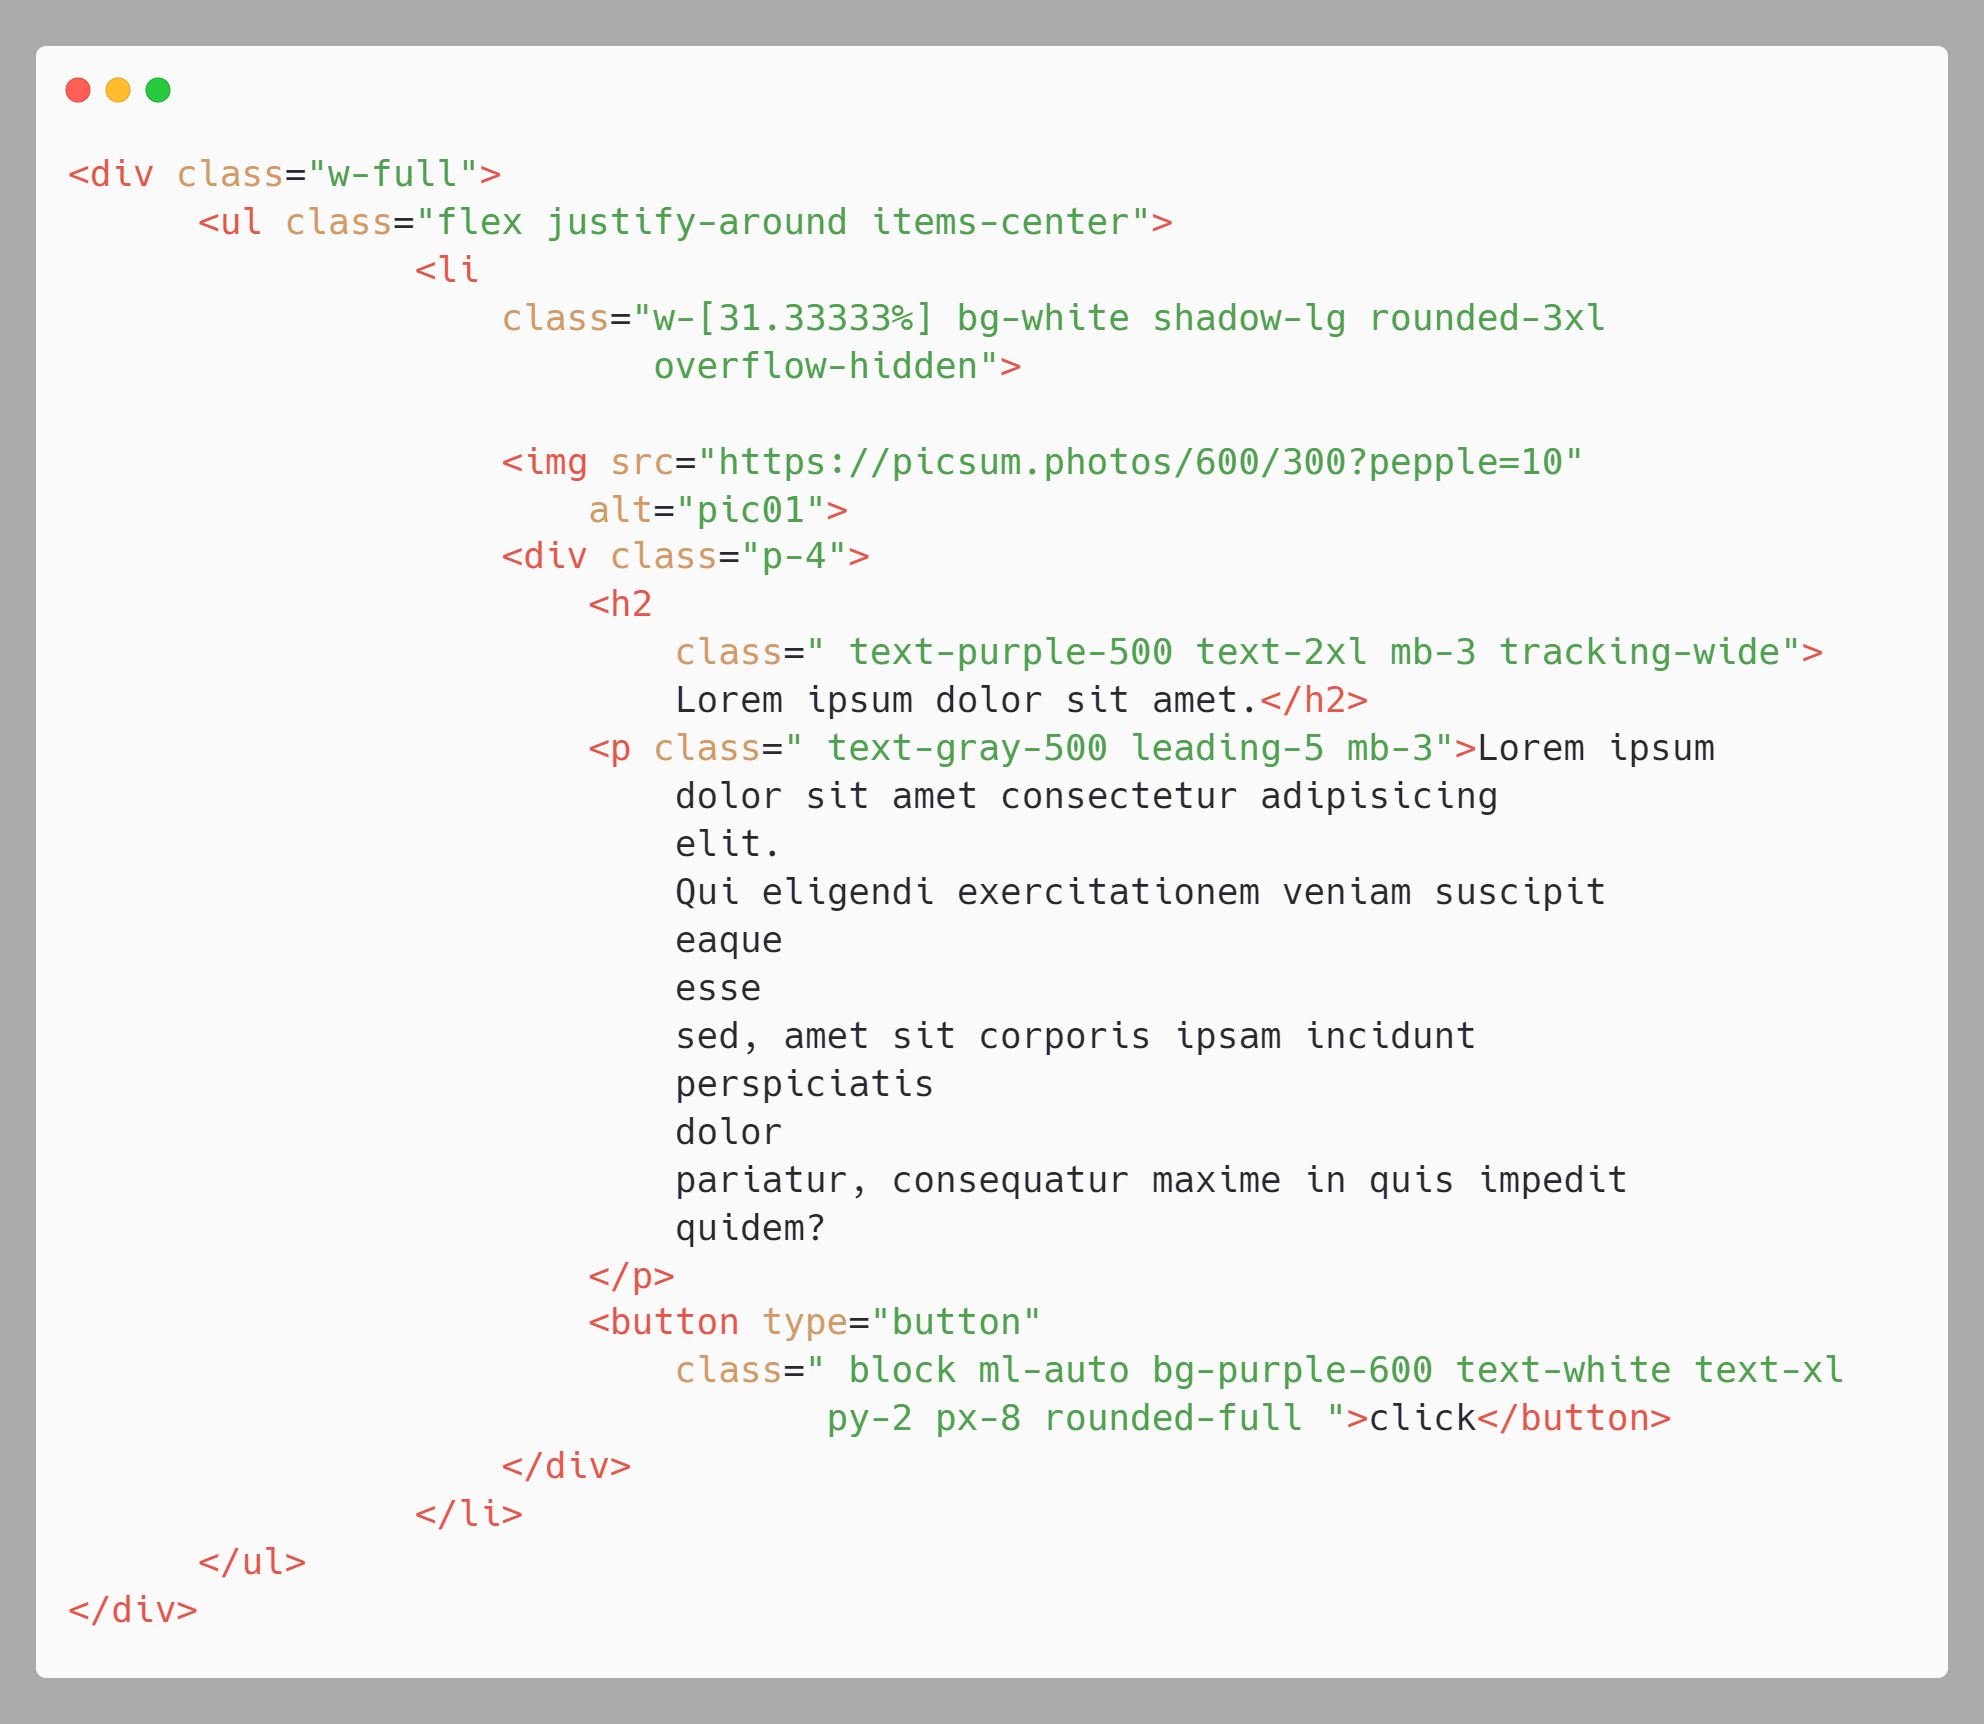 <div class="w-full">
<ul class="flex justify-around items-center">
<li
class="w-[31.33333%] bg-white shadow-lg rounded-3xl
overflow-hidden">
<img src="https://picsum.photos/600/300?pepple=10"
alt="pic01">
<div class="p-4">
<h2
class=" text-purple-500 text-2xl mb-3 tracking-wide">
Lorem ipsum dolor sit amet.</h2>
<p class=" text-gray-500 leading-5 mb-3">Lorem ipsum
dolor sit amet consectetur adipisicing
elit.
Qui eligendi exercitationem veniam suscipit
eaque
esse
sed, amet sit corporis ipsam incidunt
perspiciatis
dolor
pariatur, consequatur maxime in quis impedit
quidem?
</p>
<button type="button"
class=" block ml-auto bg-purple-600 text-white text-xl
py-2 px-8 rounded-full ">click</button>
</div>
</li>
</ul>
</div>